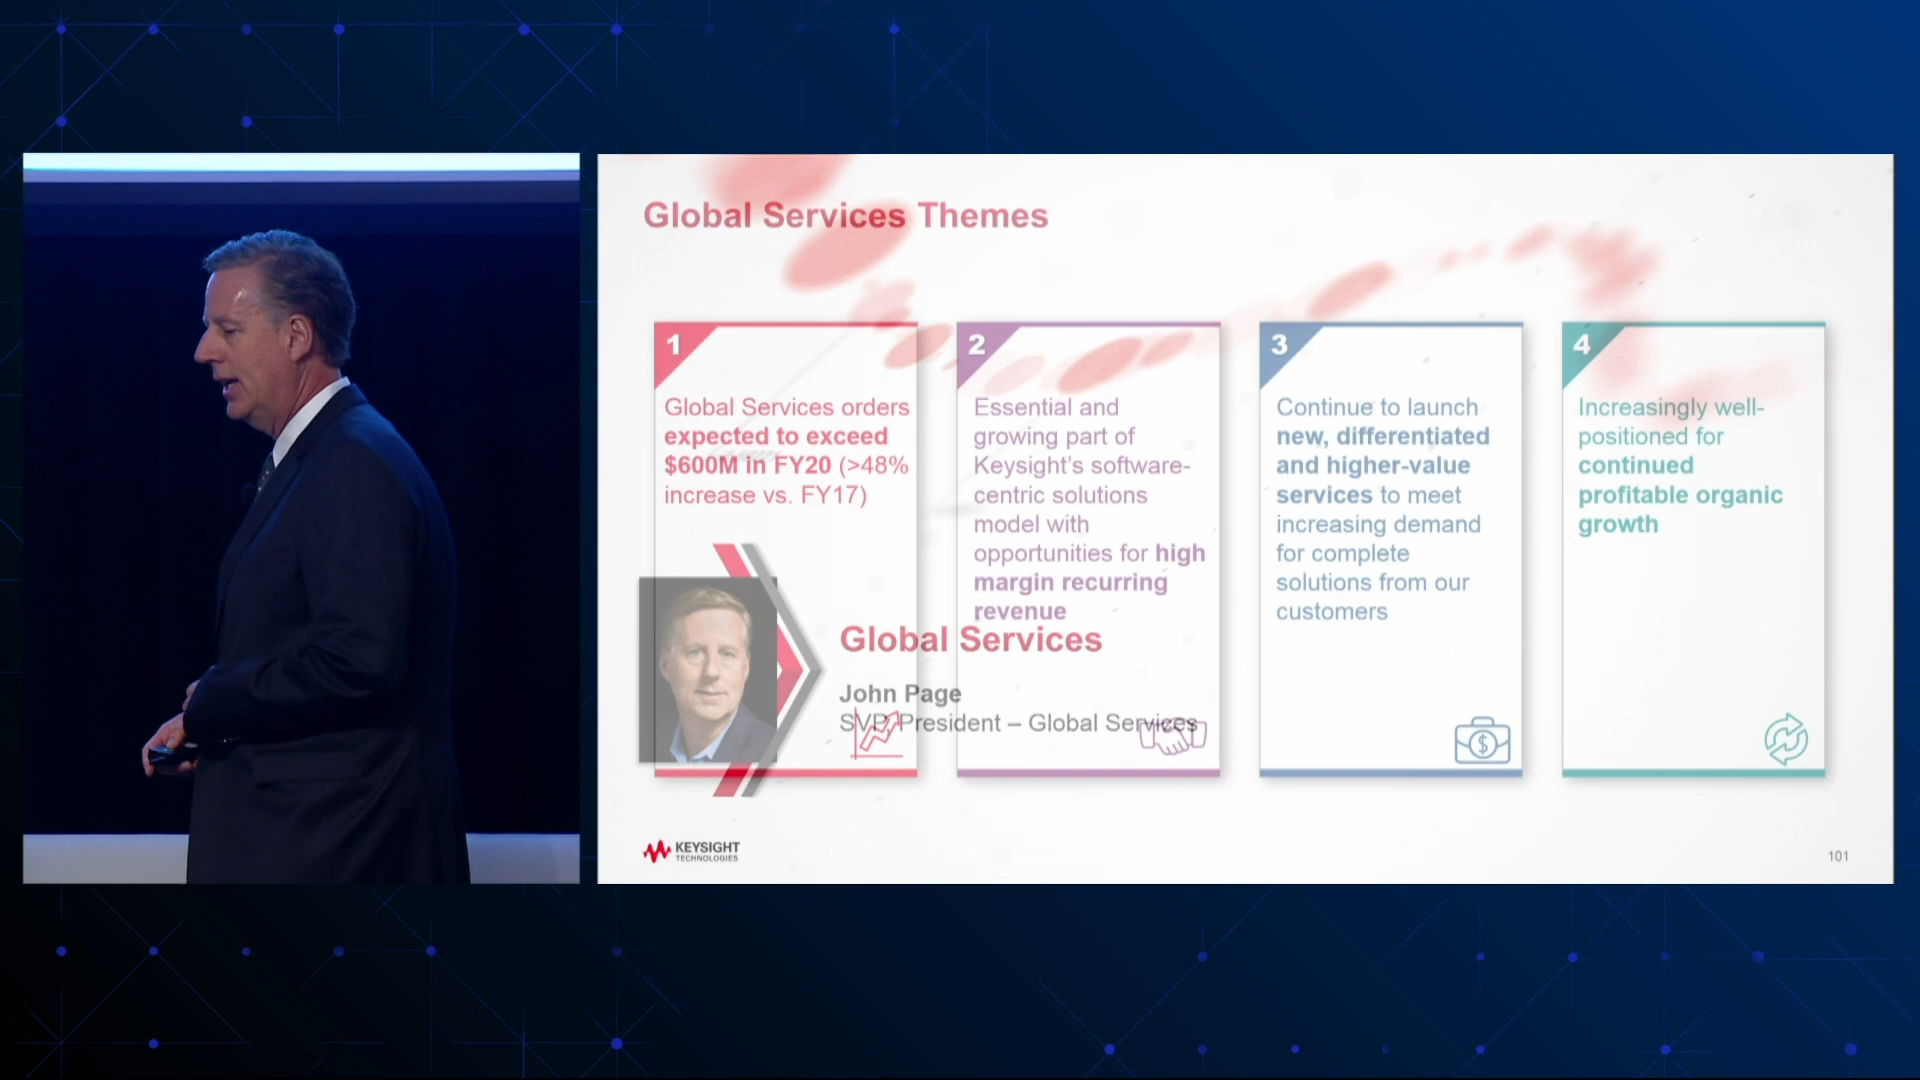 Global Services Themes
1
Global Services orders
expected to exceed
$600M in FY20 (>48%
increase vs. FY17)
2
Essential and
growing part of
Keysight's software-
centric solutions
model with
opportunities for high
margin recurring
revenue
3
Continue to launch
new, differentiated
and higher-value
services to meet
increasing demand
for complete
solutions from our
customers
$
4
Increasingly well-
positioned for
continued
profitable organic
growth
Global Services
John Page
SVP, President – Global Services
KEYSIGHT
TECHNOLOGIES
101